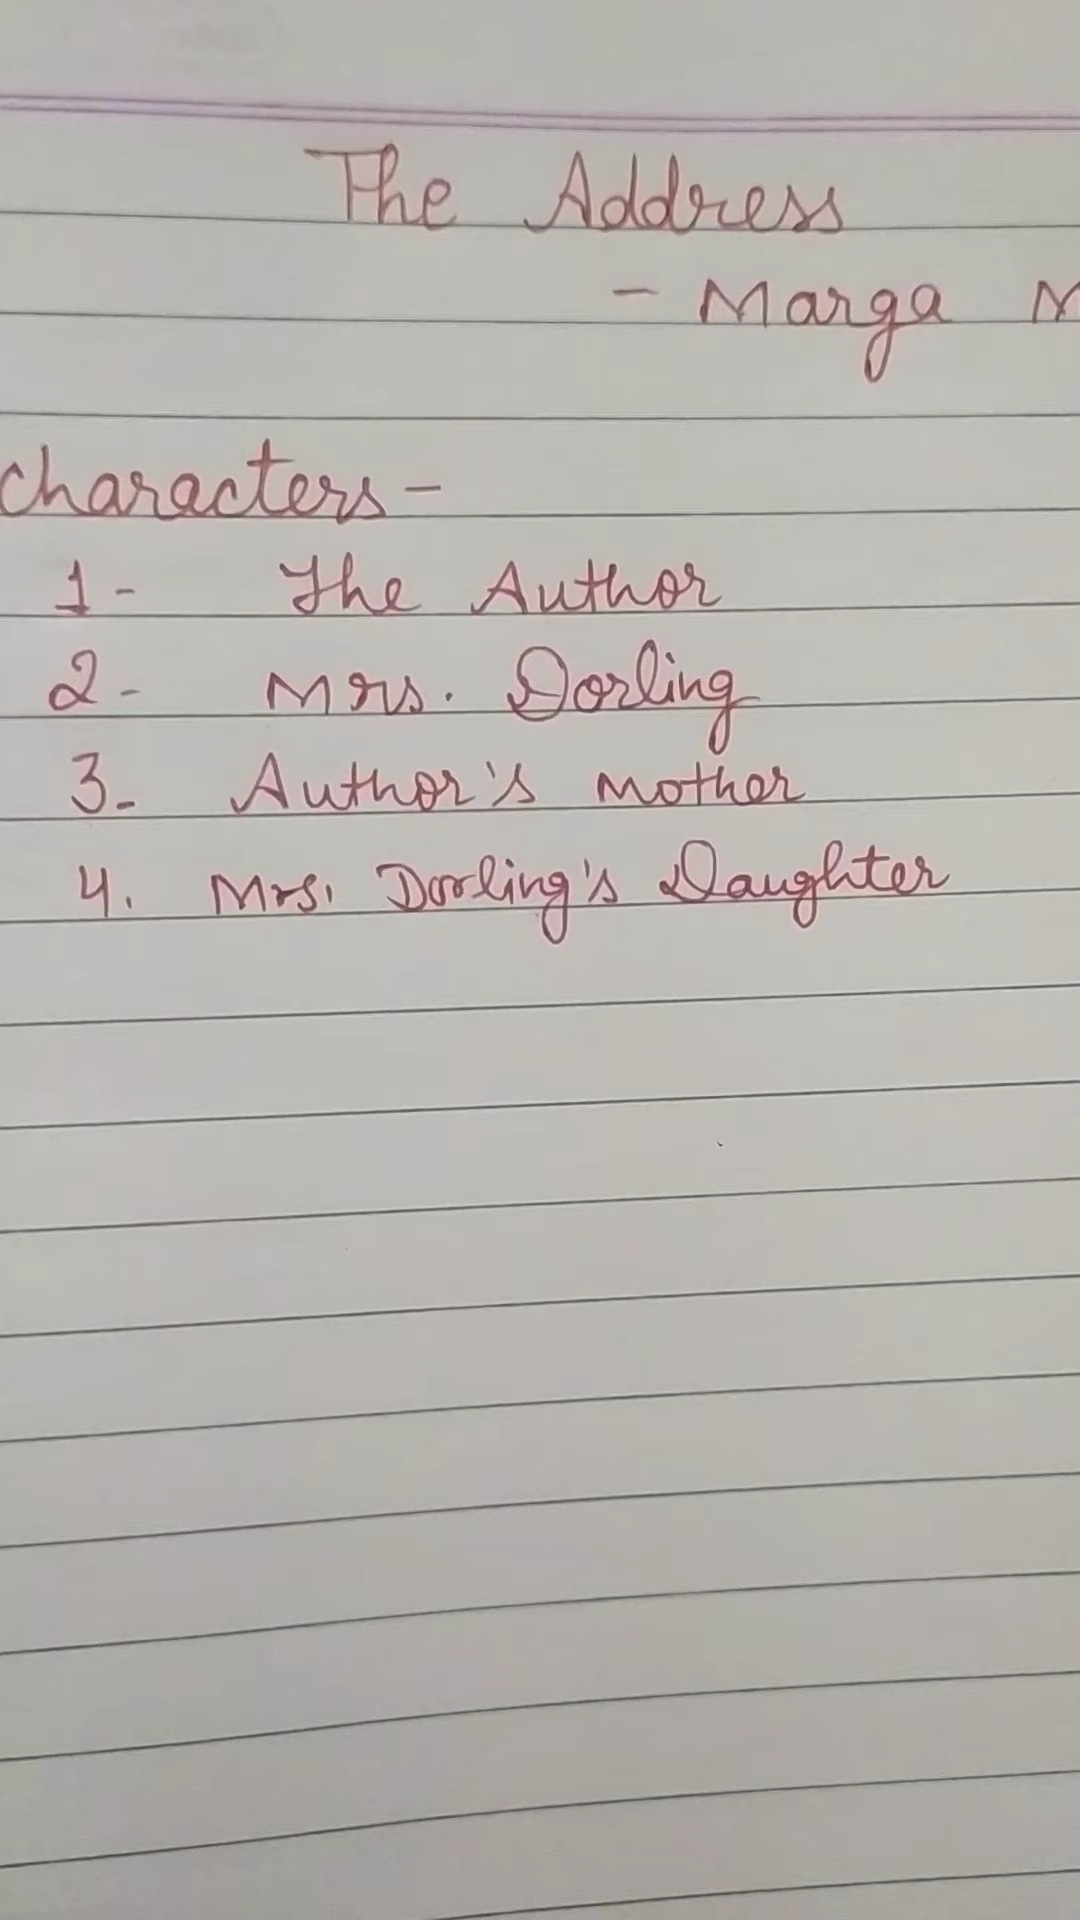 The Address
- Marga M
Characters -
1- The Author
2- Mrs. Dorling
3- Author's Mother
4. Mrs. Dorling's Daughter